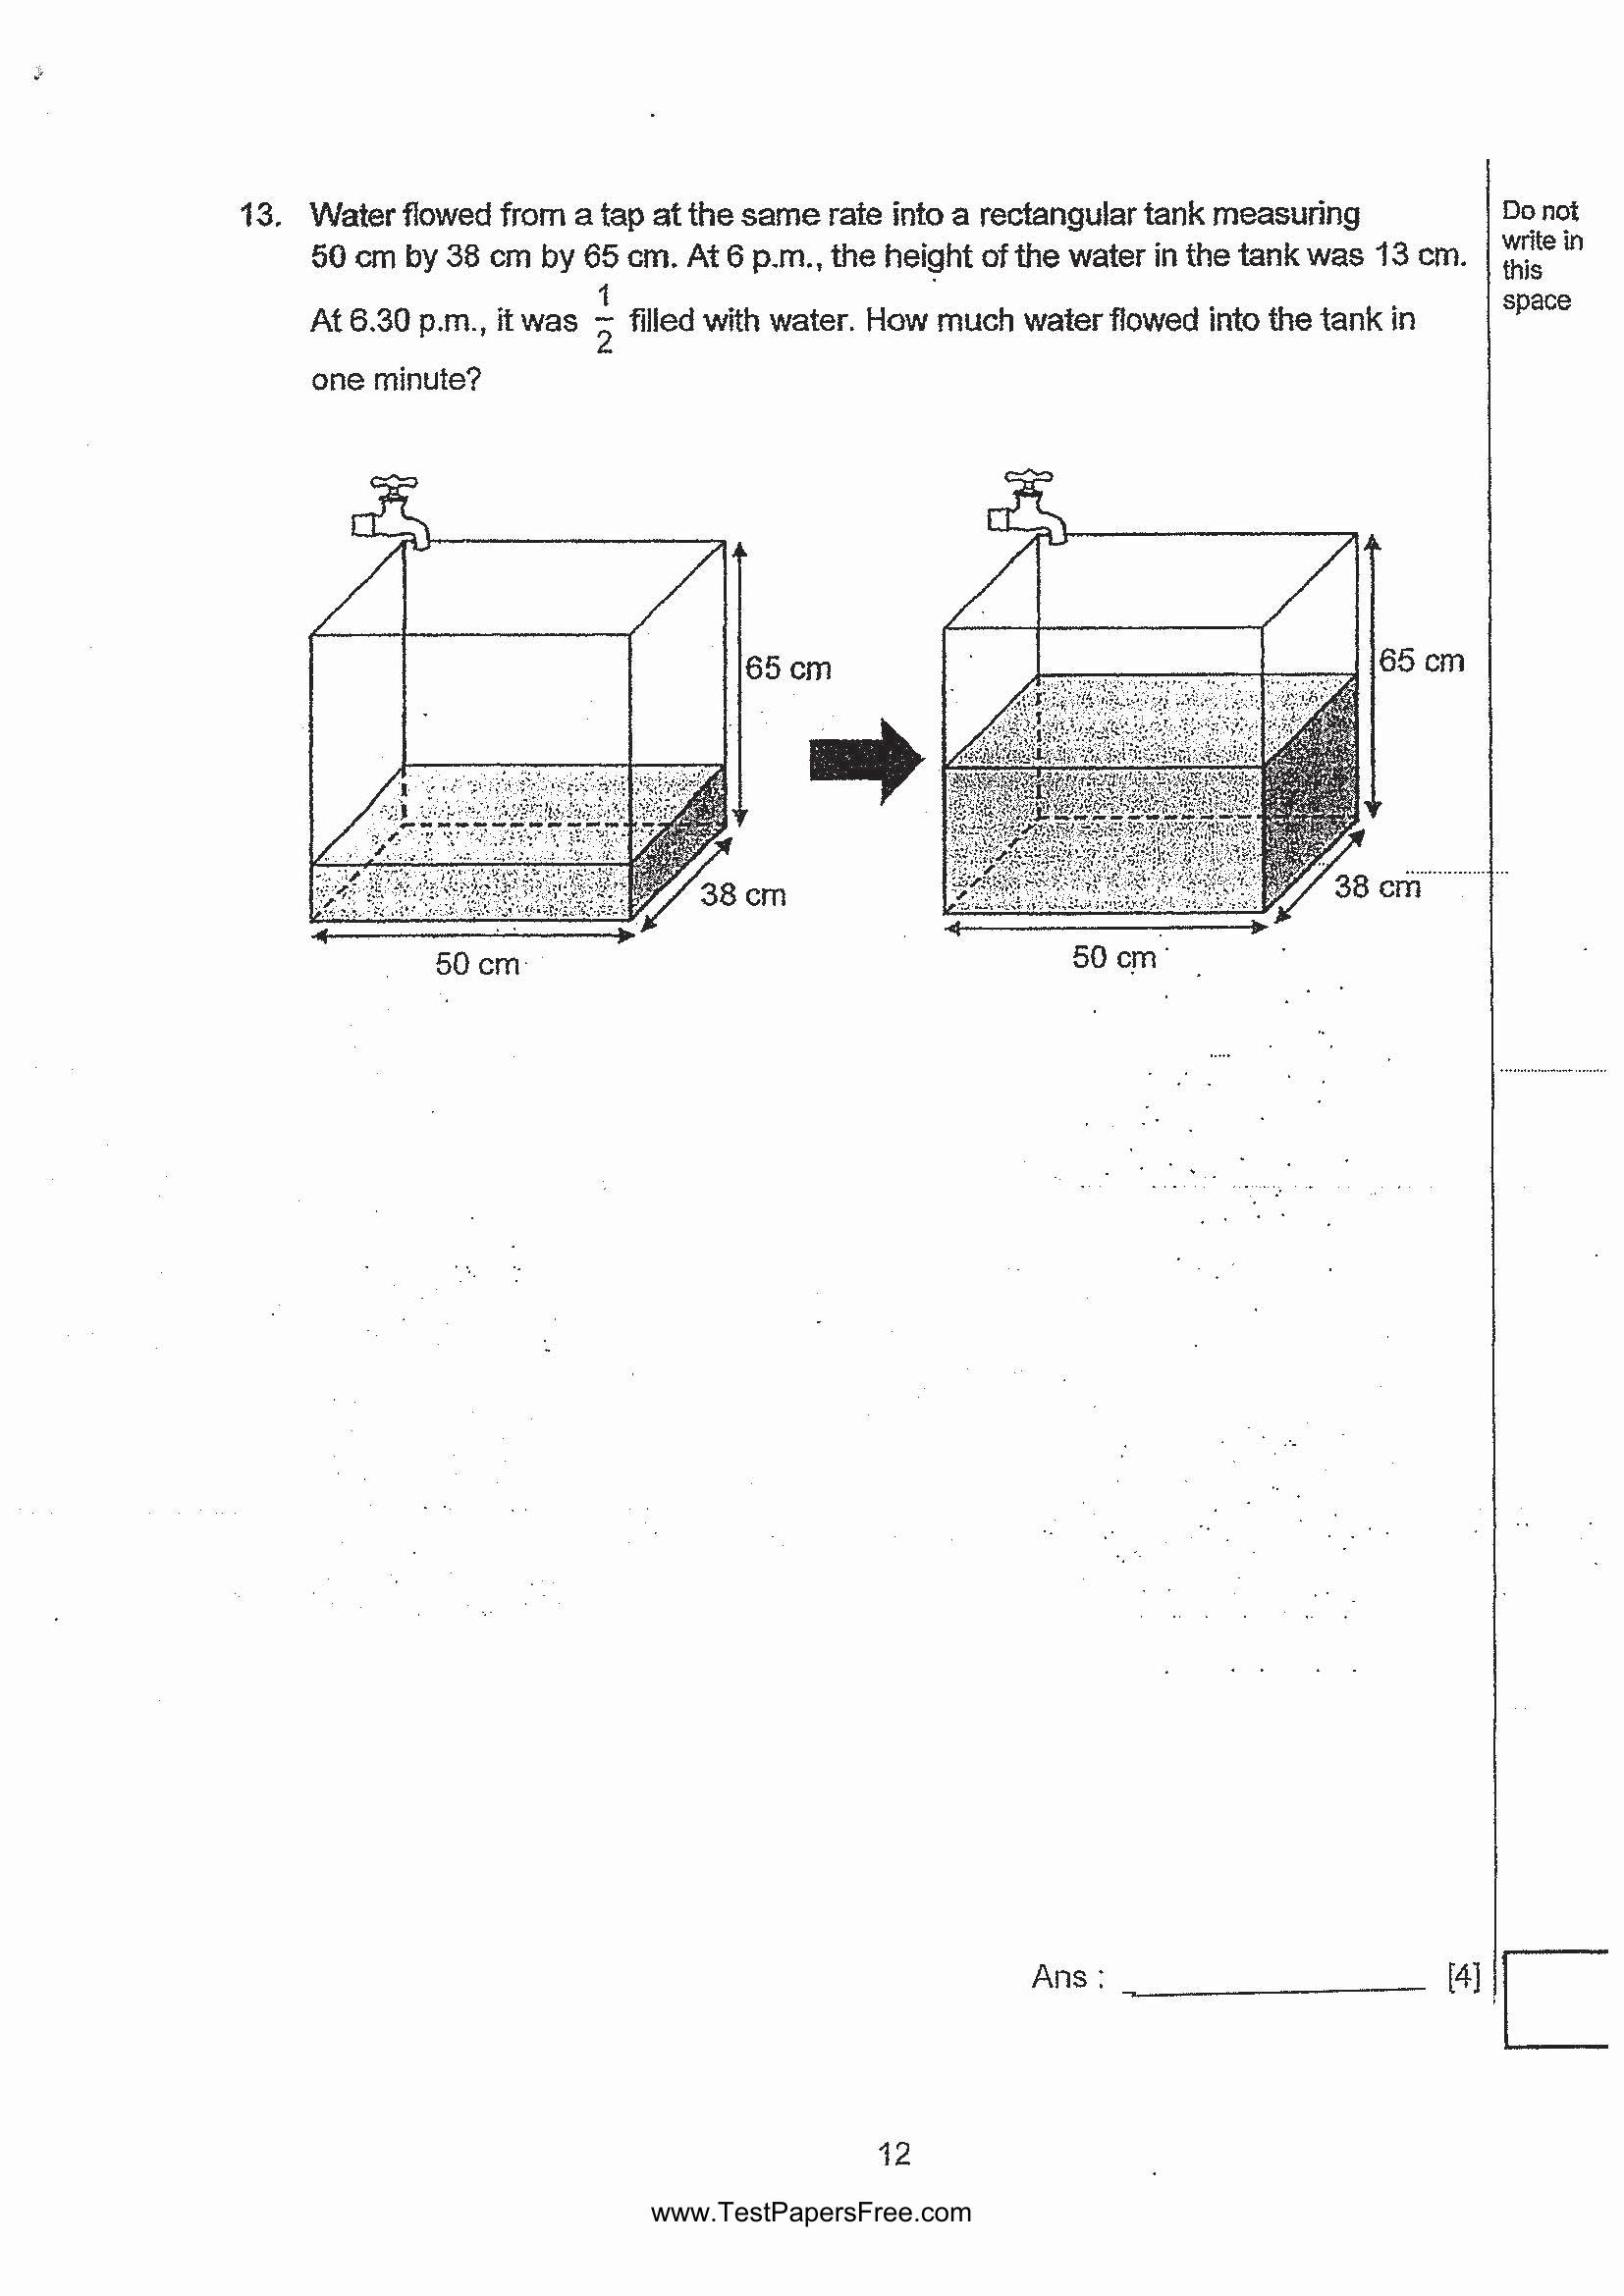 13. Water flowed from a tap at the same rate into a rectangular tank measuring
50 cm by 38 cm by 65 cm. At 6 p.m., the height of the water in the tank was 13 cm.
At 6.30 p.m., it was 1/2 filled with water. How much water flowed into the tank in
one minute?
Do not
write in
this
space
65 cm
38 cm
50 cm
65 cm
38 cm
50 cm
Ans : [4]
12
www.TestPapersFree.com